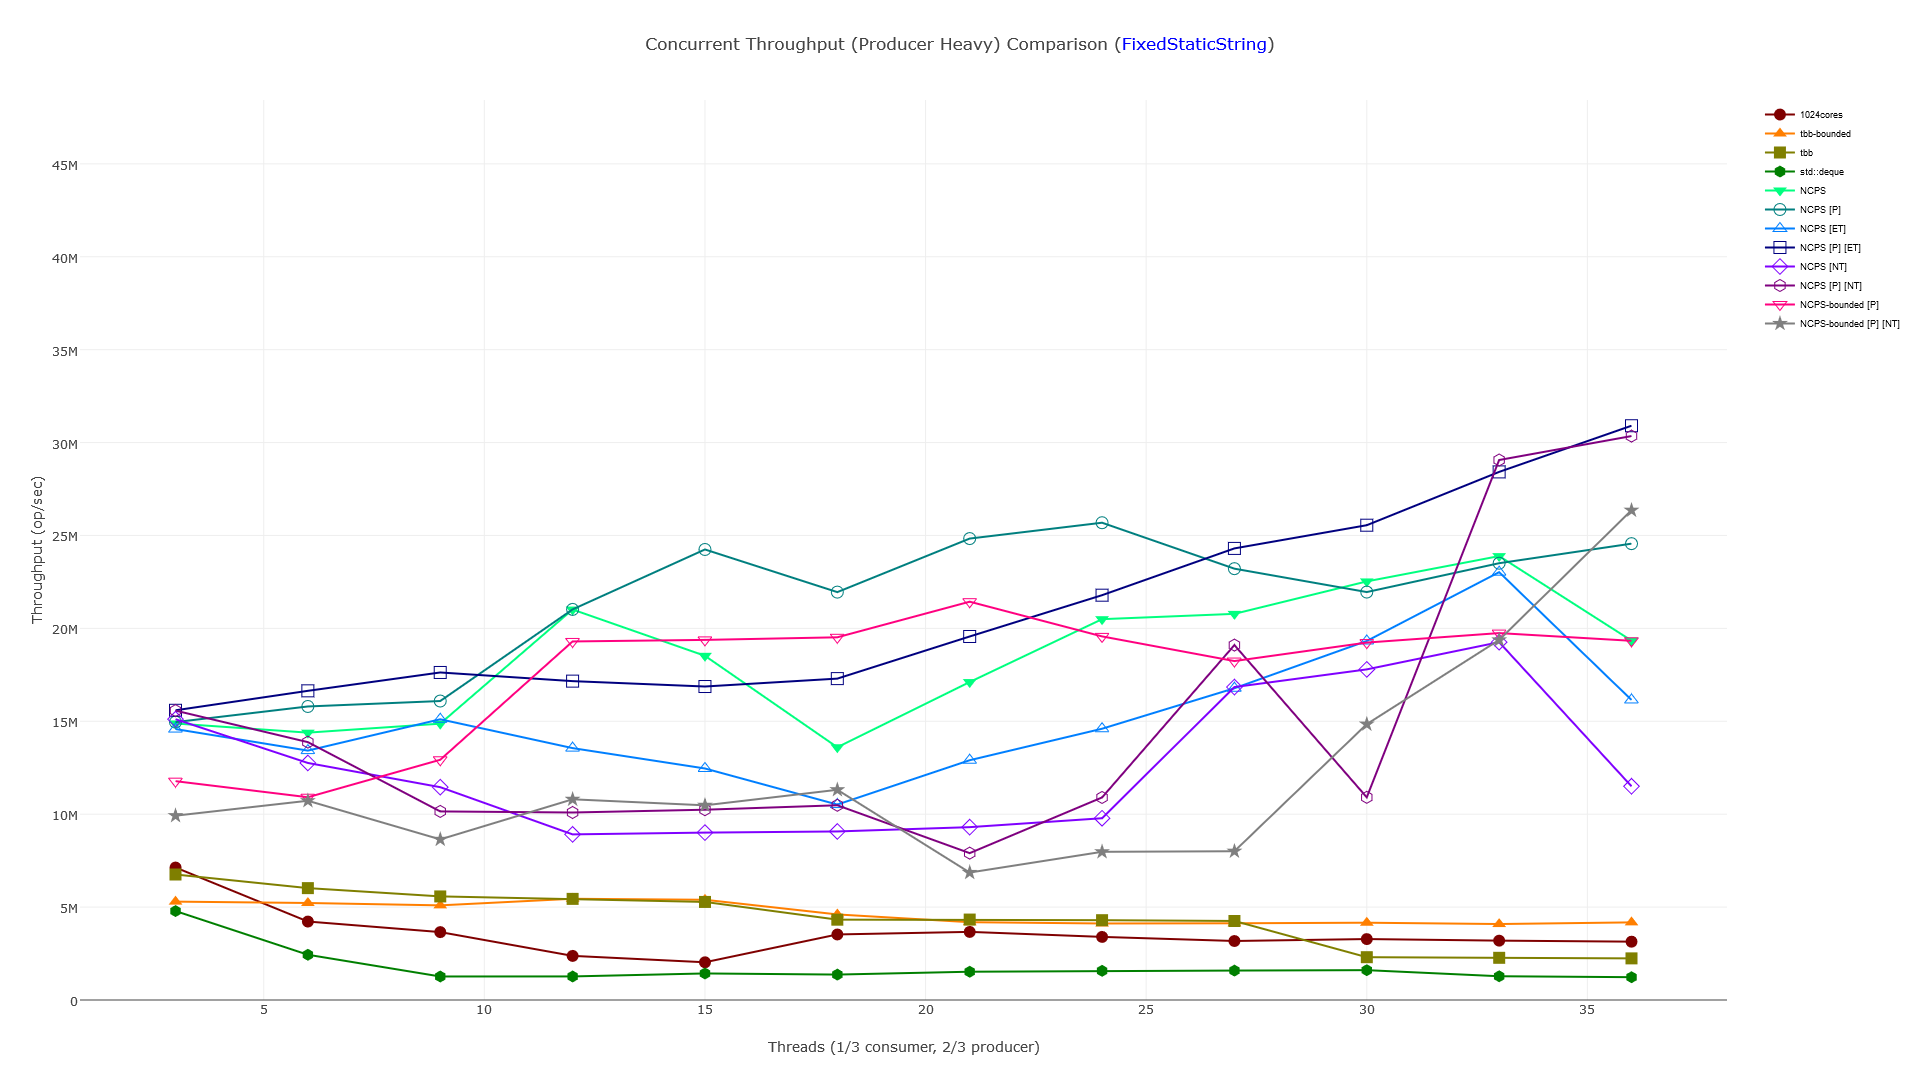 Concurrent Throughput (Producer Heavy) Comparison (FixedStaticString)
1024cores
tbb-bounded
tbb
std::deque
NCPS
NCPS [P]
NCPS [ET]
NCPS [P] [ET]
NCPS [NT]
NCPS [P] [NT]
NCPS-bounded [P]
NCPS-bounded [P] [NT]
45M
40M
35M
30M
25M
20M
15M
10M
5M
0
Throughput (op/sec)
5 10 15 20 25 30 35
Threads (1/3 consumer, 2/3 producer)